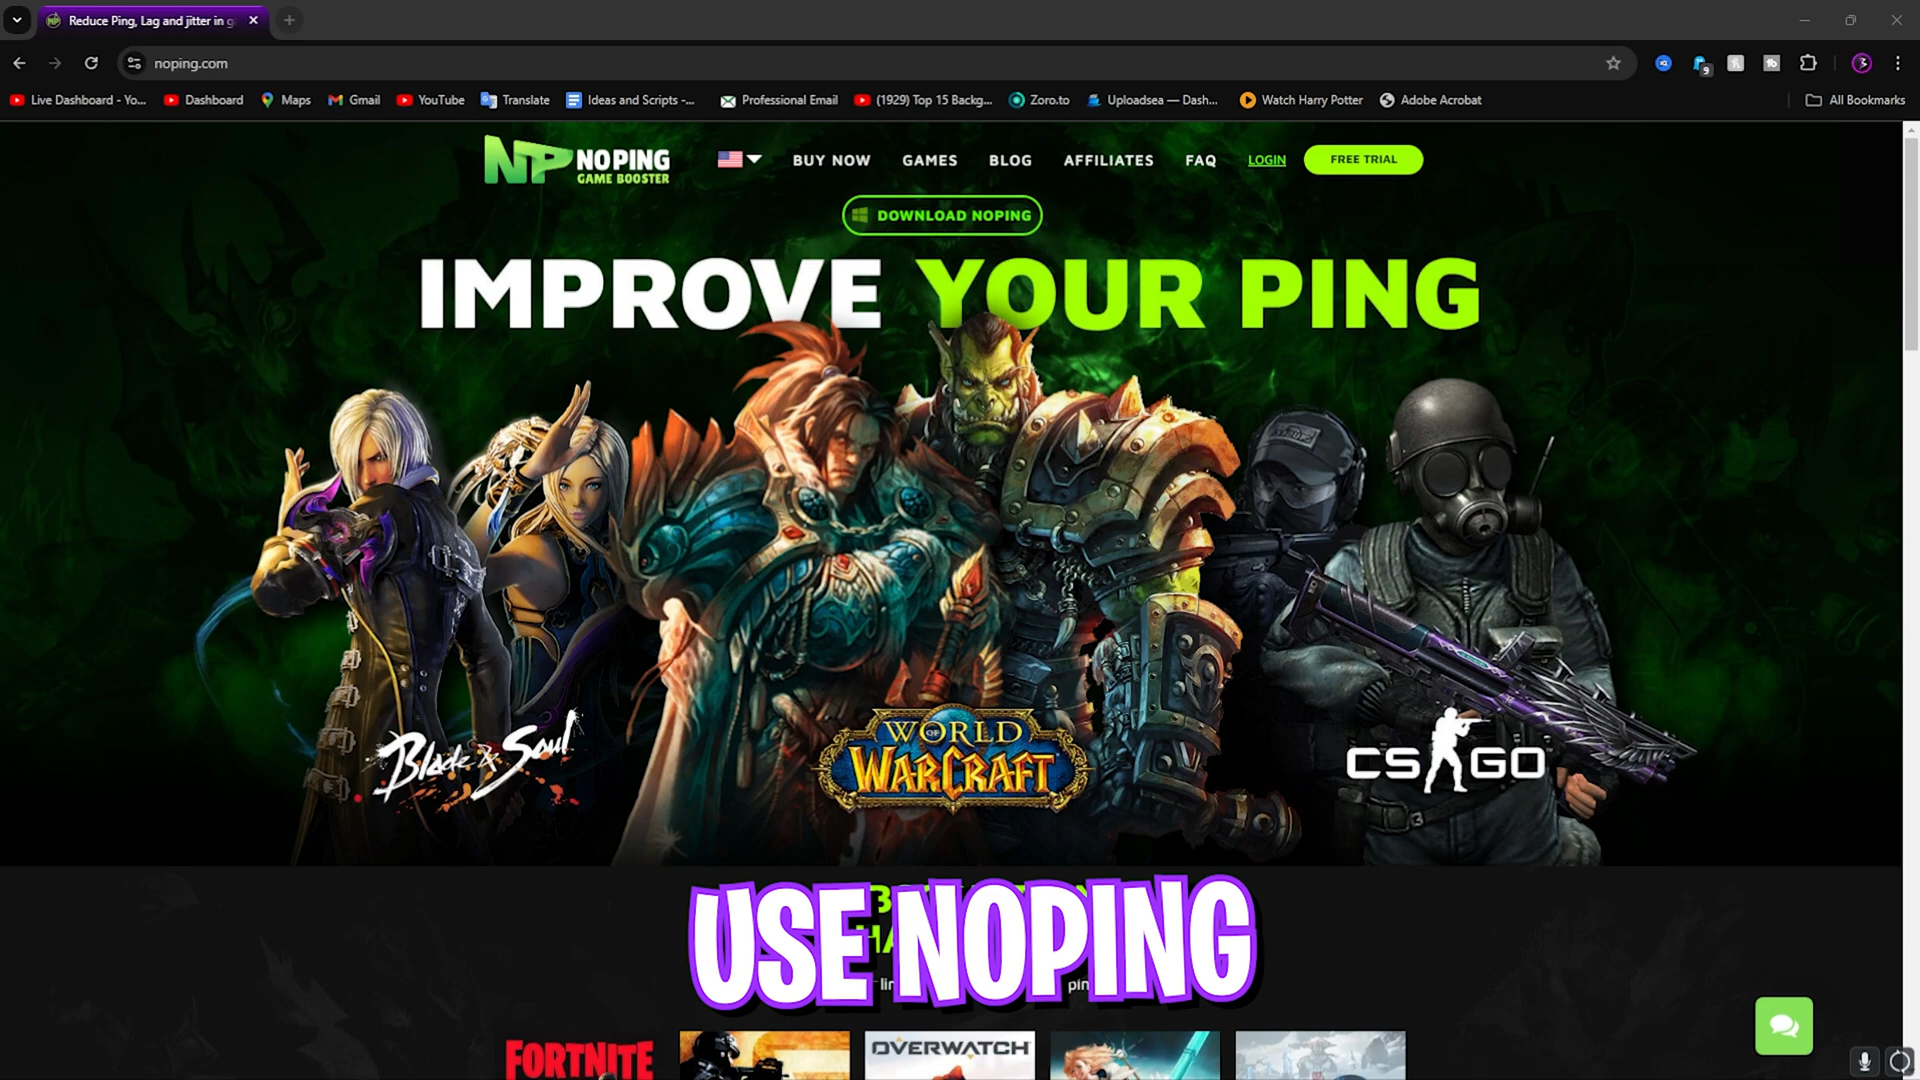 Reduce Ping, Lag and jitter in g
noping.com
9
Live Dashboard - Yo...
Dashboard
Maps
Gmail
YouTube
Translate
Ideas and Scripts -...
Professional Email
(1929) Top 15 Backg...
Zoro.to
Uploadsea — Dash...
Watch Harry Potter
Adobe Acrobat
All Bookmarks
NP NOPING
GAME BOOSTER
BUY NOW
GAMES
BLOG
AFFILIATES
FAQ
LOGIN
FREE TRIAL
DOWNLOAD NOPING
IMPROVE YOUR PING
Blade & Soul
WORLD
OF
WARCRAFT
CS GO
USE NOPING
FORTNITE
OVERWATCH